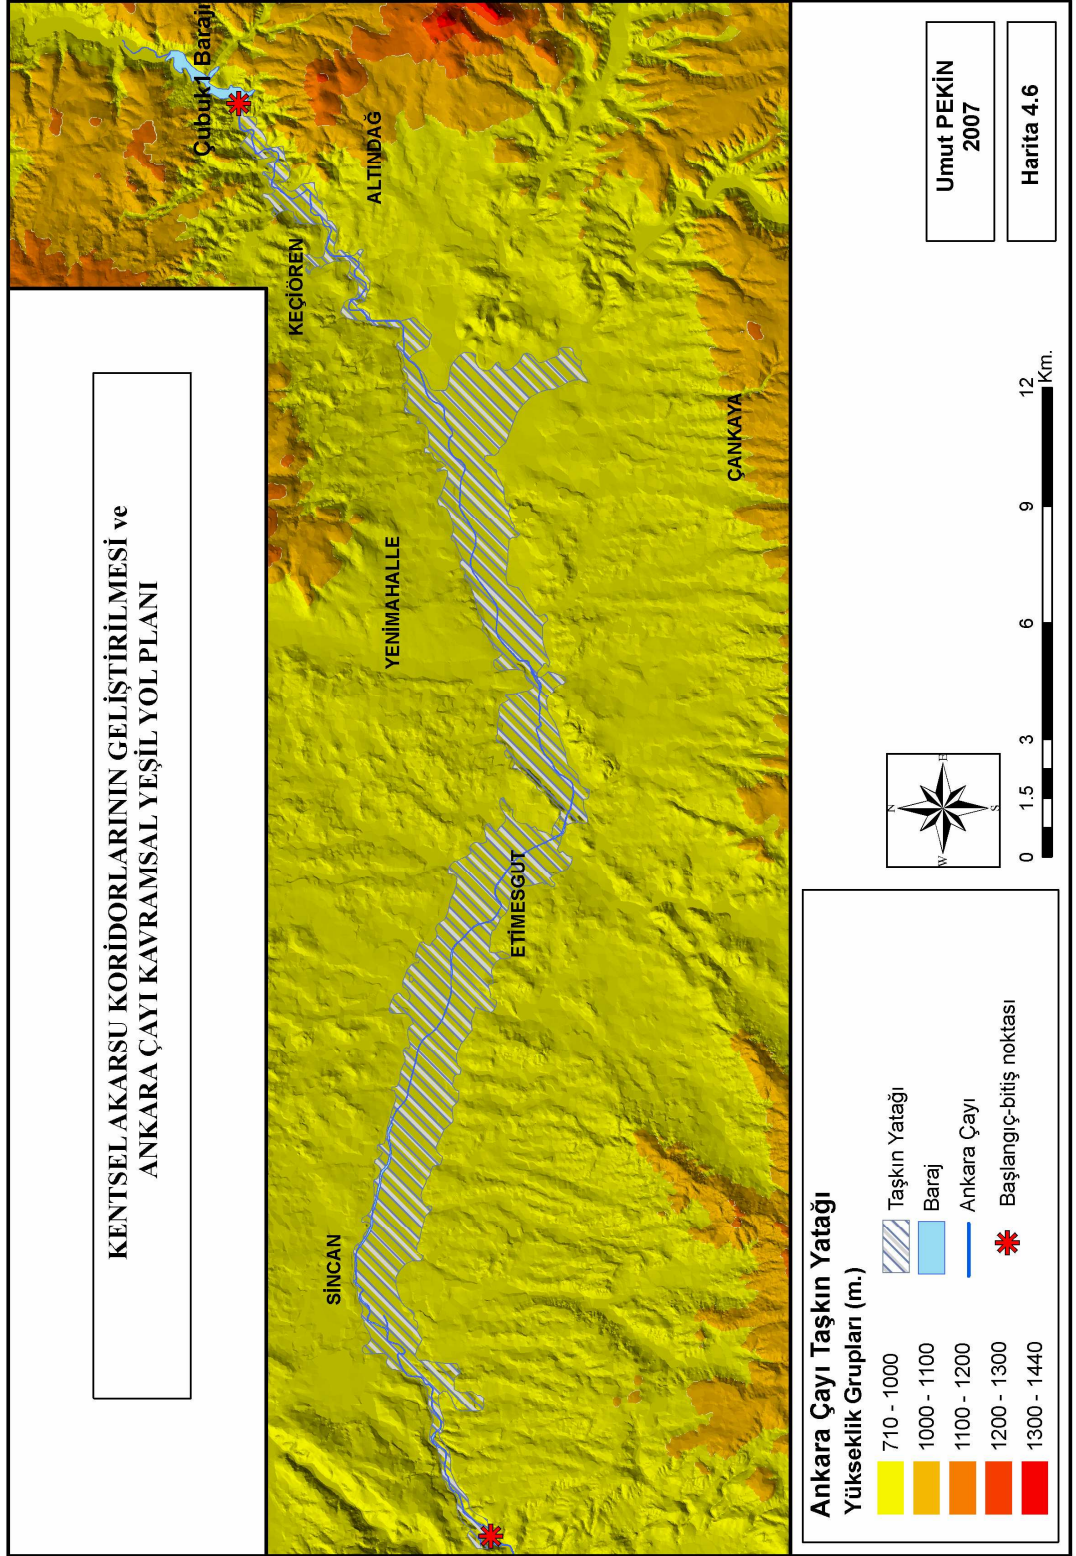 KENTSEL AKARSU KORİDORLARININ GELİŞTİRİLMESİ ve
ANKARA ÇAYI KAVRAMSAL YEŞİL YOL PLANI
Çubuk1 Barajı
KEÇİÖREN
ALTINDAĞ
YENİMAHALLE
SİNCAN
ETİMESGUT
ÇANKAYA
Ankara Çayı Taşkın Yatağı
Yükseklik Grupları (m.)
710 - 1000
1000 - 1100
1100 - 1200
1200 - 1300
1300 - 1440
Taşkın Yatağı
Baraj
Ankara Çayı
Başlangıç-bitiş noktası
N
W
E
S
0 1.5 3 6 9 12
Km.
Umut PEKİN
2007
Harita 4.6